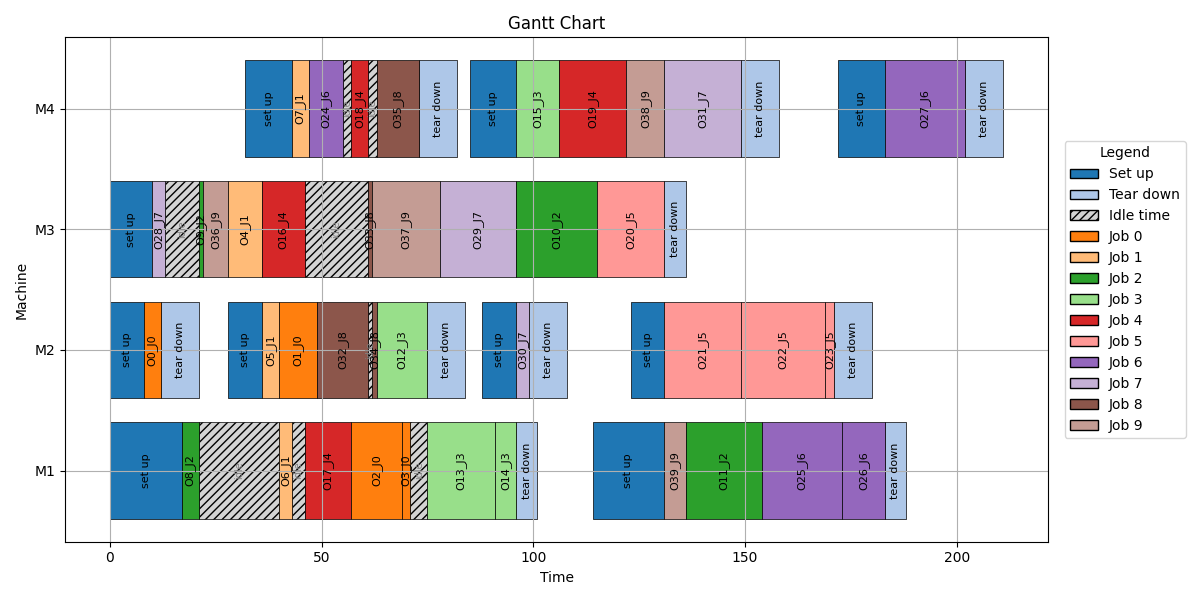 Gantt Chart
Machine
M4
set up
O7_J1
O24_J6
O18_J4
O35_J8
tear down
set up
O15_J3
O19_J4
O38_J9
O31_J7
tear down
set up
O27_J6
tear down
M3
set up
O28_J7
O9_J2
O36_J9
O4_J1
O16_J4
O33_J8
O37_J9
O29_J7
O10_J2
O20_J5
tear down
M2
set up
O0_J0
tear down
set up
O5_J1
O1_J0
O32_J8
O34_J8
O12_J3
tear down
set up
O30_J7
tear down
set up
O21_J5
O22_J5
O23_J5
tear down
M1
set up
O8_J2
O6_J1
O17_J4
O2_J0
O3_J0
O13_J3
O14_J3
tear down
set up
O39_J9
O11_J2
O25_J6
O26_J6
tear down
0
50
100
150
200
Time
Legend
Set up
Tear down
Idle time
Job 0
Job 1
Job 2
Job 3
Job 4
Job 5
Job 6
Job 7
Job 8
Job 9